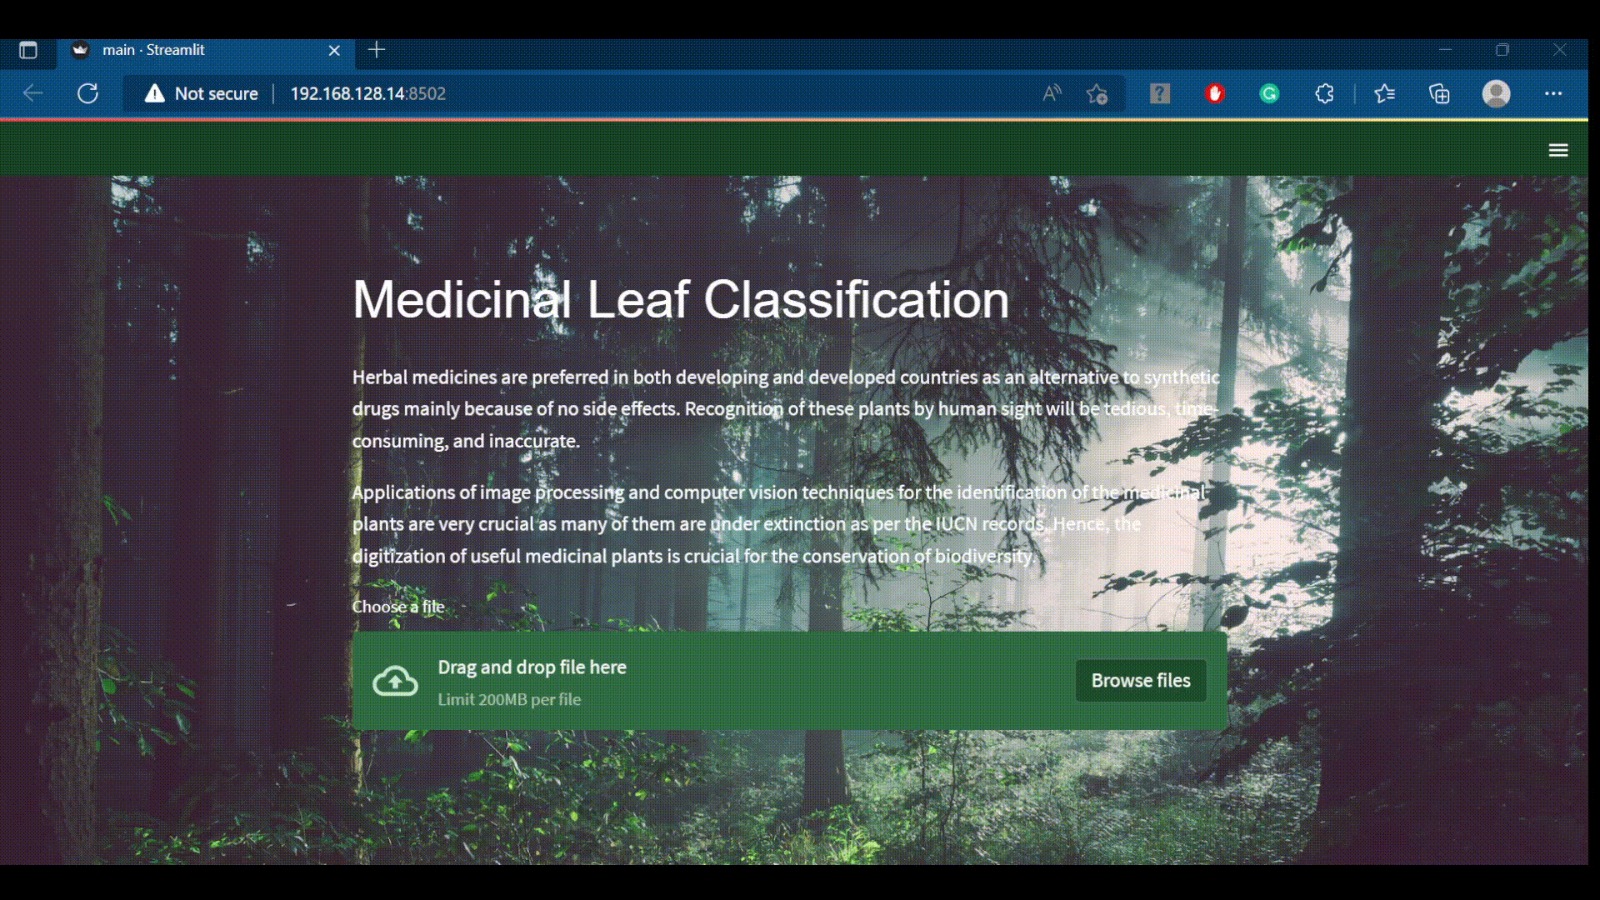 main · Streamlit
Not secure | 192.168.128.14:8502
Medicinal Leaf Classification
Herbal medicines are preferred in both developing and developed countries as an alternative to synthetic
drugs mainly because of no side effects. Recognition of these plants by human sight will be tedious, time-
consuming, and inaccurate.
Applications of image processing and computer vision techniques for the identification of the medicinal
plants are very crucial as many of them are under extinction as per the IUCN records. Hence, the
digitization of useful medicinal plants is crucial for the conservation of biodiversity.
Choose a file
Drag and drop file here
Limit 200MB per file
Browse files